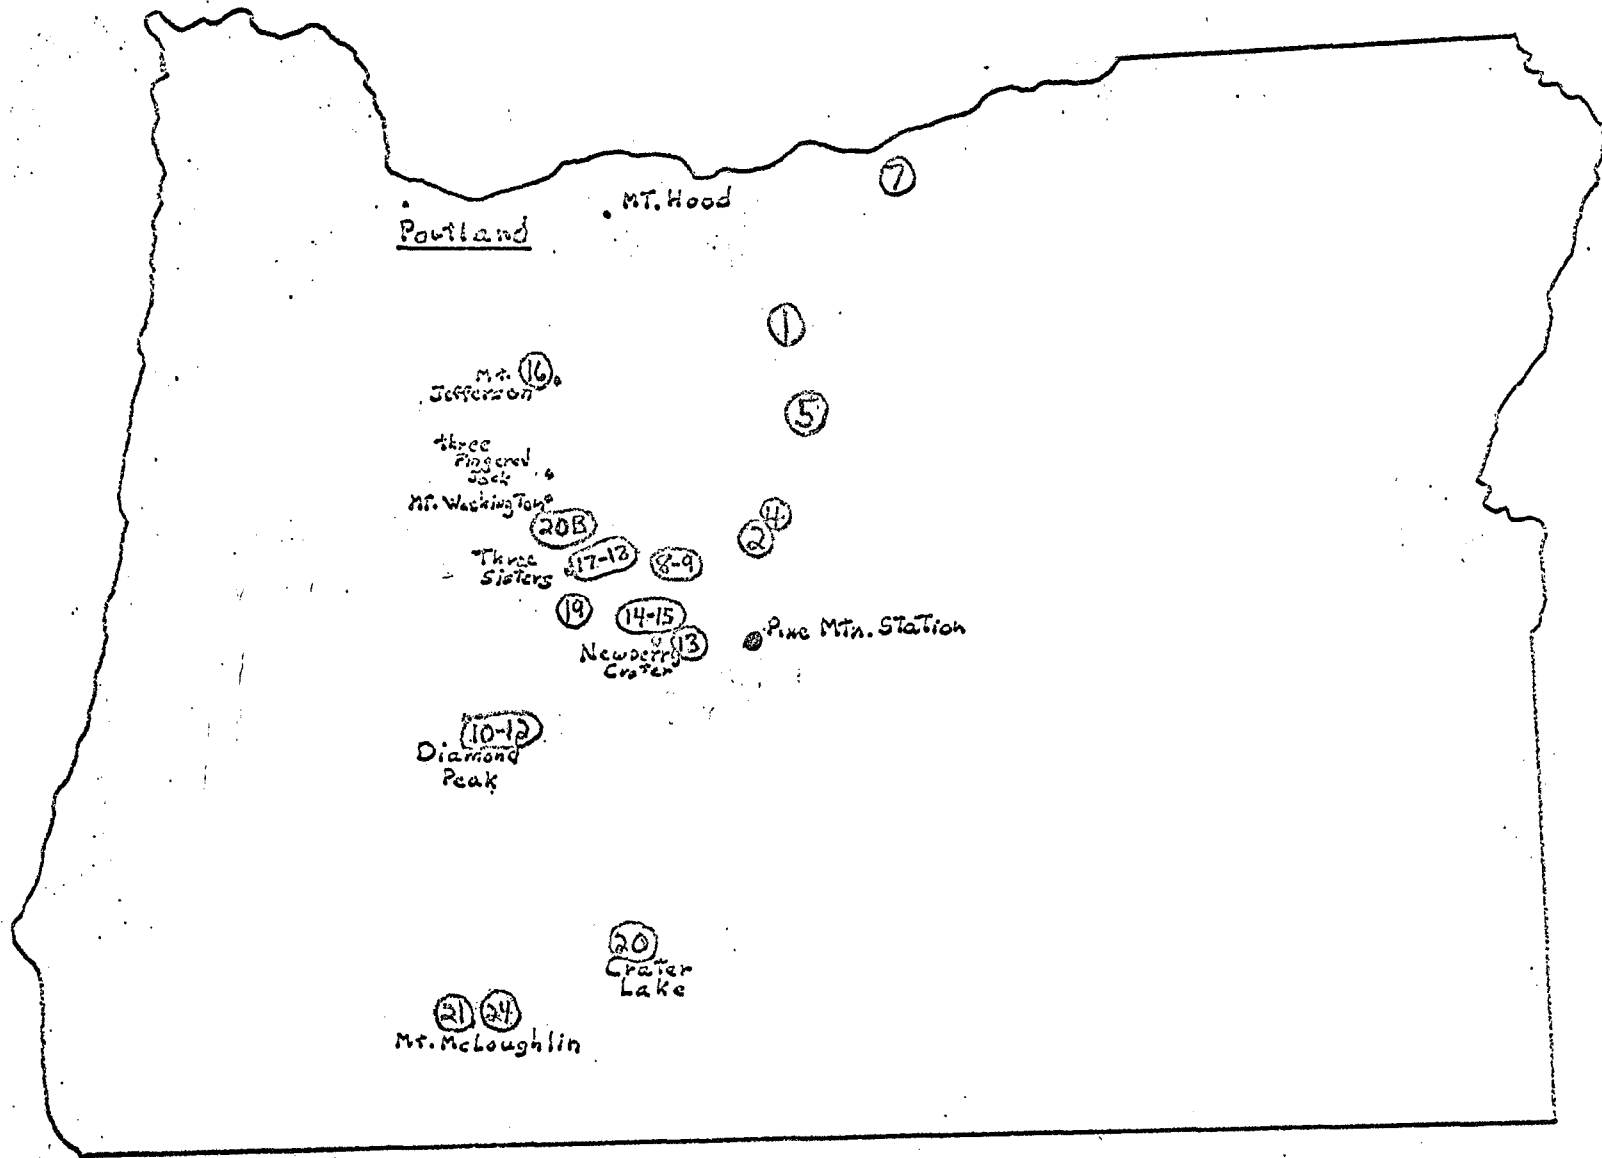 7
MT. Hood
Portland
1
16
Mt.
Jefferson
5
three
Fingered
Jack
Mt. Washington
4
20B
2
Three
Sisters
17-18
8-9
19
14-15
Pine Mtn. Station
13
Newberry
Crater
10-12
Diamond
Peak
20
Crater
Lake
21
24
Mt. McLoughlin